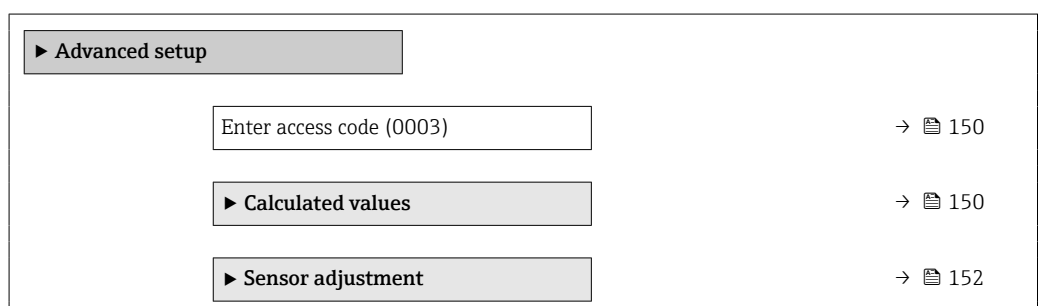 ▶ Advanced setup
Enter access code (0003) → 150
▶ Calculated values → 150
▶ Sensor adjustment → 152